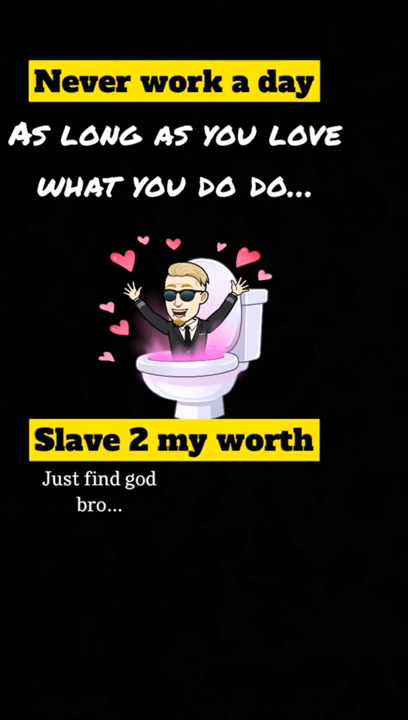 Never work a day
As long as you love
what you do do...
Slave 2 my worth
Just find god
bro...